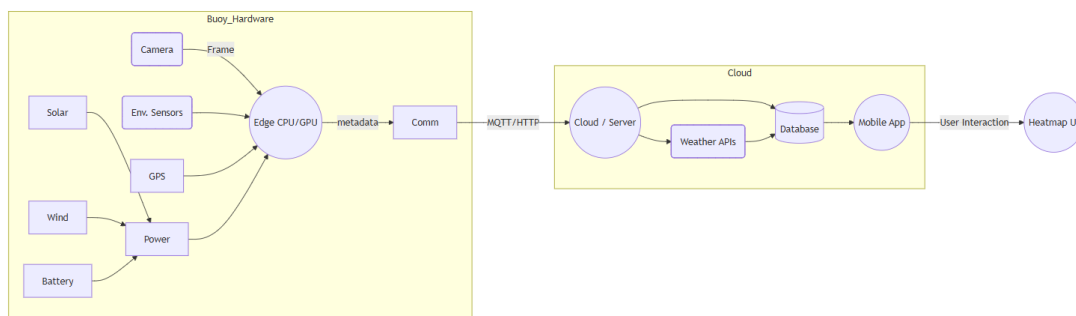 Buoy_Hardware
Camera
Frame
Solar
Env. Sensors
Edge CPU/GPU
metadata
Comm
GPS
Wind
Power
Battery
MQTT/HTTP
Cloud
Cloud / Server
Weather APIs
Database
Mobile App
User Interaction
Heatmap U